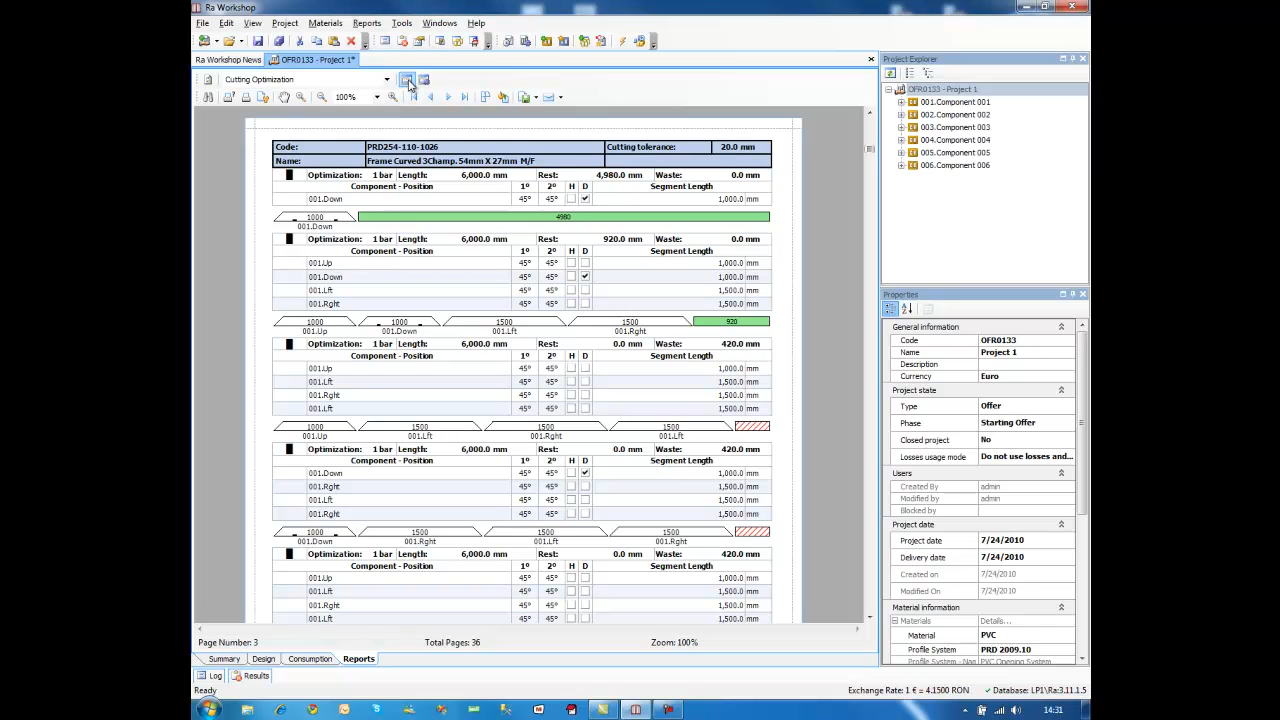 Ra Workshop
File Edit View Project Materials Reports Tools Windows Help
Ra Workshop News OFR0133 - Project 1*
Cutting Optimization
100%
Code: PRD254-110-1026 Cutting tolerance: 20.0 mm
Name: Frame Curved 3Champ. 54mm X 27mm M/F
Optimization: 1 bar Length: 6,000.0 mm Rest: 4,980.0 mm Waste: 0.0 mm
Component - Position 1º 2º H D Segment Length
001.Down 45° 45° 1,000.0 mm
1000 4980
001.Down
Optimization: 1 bar Length: 6,000.0 mm Rest: 920.0 mm Waste: 0.0 mm
Component - Position 1º 2º H D Segment Length
001.Up 45° 45° 1,000.0 mm
001.Down 45° 45° 1,000.0 mm
001.Lft 45° 45° 1,500.0 mm
001.Rght 45° 45° 1,500.0 mm
1000 1000 1500 1500 920
001.Up 001.Down 001.Lft 001.Rght
Optimization: 1 bar Length: 6,000.0 mm Rest: 0.0 mm Waste: 420.0 mm
Component - Position 1º 2º H D Segment Length
001.Up 45° 45° 1,000.0 mm
001.Lft 45° 45° 1,500.0 mm
001.Rght 45° 45° 1,500.0 mm
001.Lft 45° 45° 1,500.0 mm
1000 1500 1500 1500
001.Up 001.Lft 001.Rght 001.Lft
Optimization: 1 bar Length: 6,000.0 mm Rest: 0.0 mm Waste: 420.0 mm
Component - Position 1º 2º H D Segment Length
001.Down 45° 45° 1,000.0 mm
001.Rght 45° 45° 1,500.0 mm
001.Lft 45° 45° 1,500.0 mm
001.Rght 45° 45° 1,500.0 mm
1000 1500 1500 1500
001.Down 001.Rght 001.Lft 001.Rght
Optimization: 1 bar Length: 6,000.0 mm Rest: 0.0 mm Waste: 420.0 mm
Component - Position 1º 2º H D Segment Length
001.Up 45° 45° 1,000.0 mm
001.Lft 45° 45° 1,500.0 mm
001.Rght 45° 45° 1,500.0 mm
001.Lft 45° 45° 1,500.0 mm
Page Number: 3 Total Pages: 36 Zoom: 100%
Summary Design Consumption Reports
Log Results
Ready Exchange Rate: 1 € = 4.1500 RON Database: LP1\Ra:3.11.1.5
Project Explorer
OFR0133 - Project 1
001.Component 001
002.Component 002
003.Component 003
004.Component 004
005.Component 005
006.Component 006
Properties
General information
Code OFR0133
Name Project 1
Description
Currency Euro
Project state
Type Offer
Phase Starting Offer
Closed project No
Losses usage mode Do not use losses and...
Users
Created By admin
Modified by admin
Blocked by
Project date
Project date 7/24/2010
Delivery date 7/24/2010
Created on 7/24/2010
Modified On 7/24/2010
Material information
Materials Details...
Material PVC
Profile System PRD 2009.10
Profile System - Nan PVC Opening System
14:31